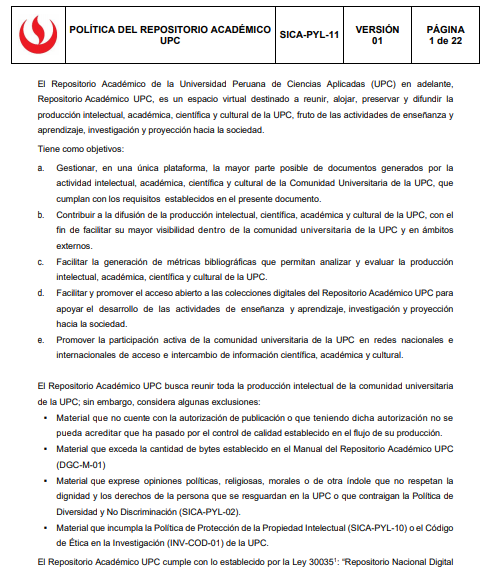 POLÍTICA DEL REPOSITORIO ACADÉMICO
UPC
SICA-PYL-11
VERSIÓN
01
PÁGINA
1 de 22
El Repositorio Académico de la Universidad Peruana de Ciencias Aplicadas (UPC) en adelante,
Repositorio Académico UPC, es un espacio virtual destinado a reunir, alojar, preservar y difundir la
producción intelectual, académica, científica y cultural de la UPC, fruto de las actividades de enseñanza y
aprendizaje, investigación y proyección hacia la sociedad.
Tiene como objetivos:
a. Gestionar, en una única plataforma, la mayor parte posible de documentos generados por la
actividad intelectual, académica, científica y cultural de la Comunidad Universitaria de la UPC, que
cumplan con los requisitos establecidos en el presente documento.
b. Contribuir a la difusión de la producción intelectual, científica, académica y cultural de la UPC, con el
fin de facilitar su mayor visibilidad dentro de la comunidad universitaria de la UPC y en ámbitos
externos.
c. Facilitar la generación de métricas bibliográficas que permitan analizar y evaluar la producción
intelectual, académica, científica y cultural de la UPC.
d. Facilitar y promover el acceso abierto a las colecciones digitales del Repositorio Académico UPC para
apoyar el desarrollo de las actividades de enseñanza y aprendizaje, investigación y proyección
hacia la sociedad.
e. Promover la participación activa de la comunidad universitaria de la UPC en redes nacionales e
internacionales de acceso e intercambio de información científica, académica y cultural.
El Repositorio Académico UPC busca reunir toda la producción intelectual de la comunidad universitaria
de la UPC; sin embargo, considera algunas exclusiones:
▪ Material que no cuente con la autorización de publicación o que teniendo dicha autorización no se
pueda acreditar que ha pasado por el control de calidad establecido en el flujo de su producción.
▪ Material que exceda la cantidad de bytes establecido en el Manual del Repositorio Académico UPC
(DGC-M-01)
▪ Material que exprese opiniones políticas, religiosas, morales o de otra índole que no respetan la
dignidad y los derechos de la persona que se resguardan en la UPC o que contraigan la Política de
Diversidad y No Discriminación (SICA-PYL-02).
▪ Material que incumpla la Política de Protección de la Propiedad Intelectual (SICA-PYL-10) o el Código
de Ética en la Investigación (INV-COD-01) de la UPC.
El Repositorio Académico UPC cumple con lo establecido por la Ley 30035¹: “Repositorio Nacional Digital